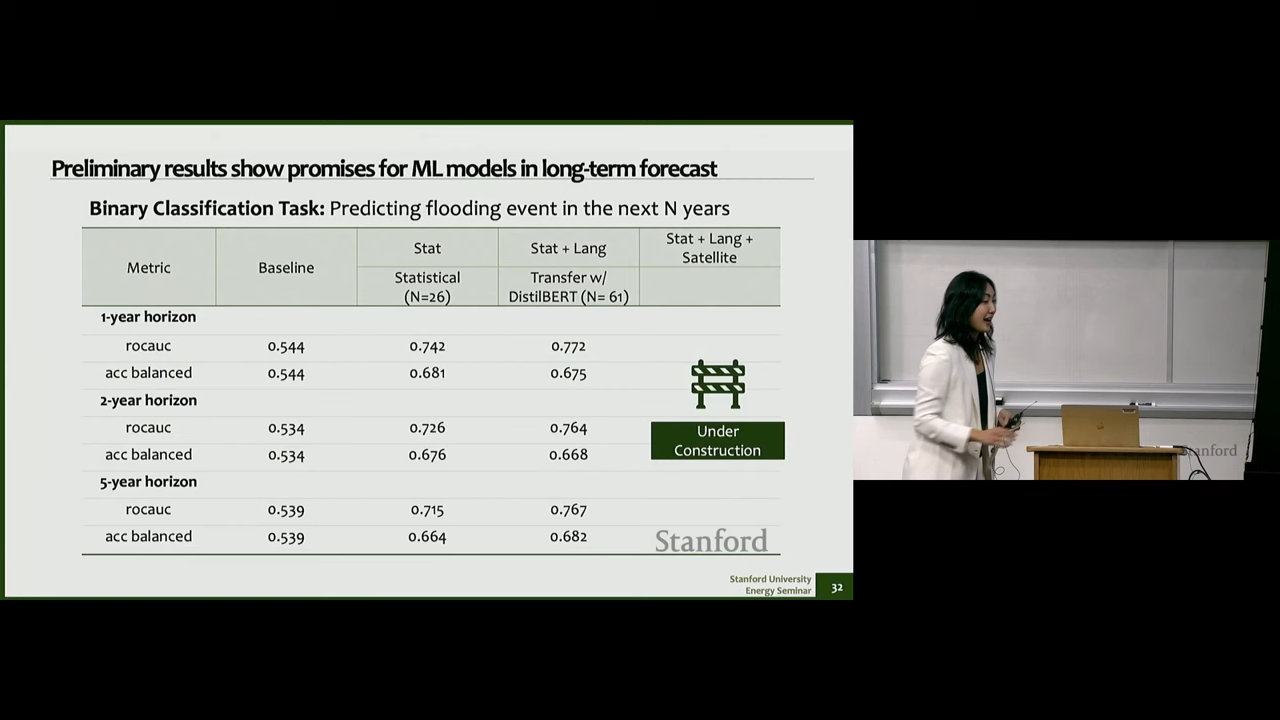 Preliminary results show promises for ML models in long-term forecast
Binary Classification Task: Predicting flooding event in the next N years
Metric
Baseline
Stat
Stat + Lang
Stat + Lang +
Satellite
Statistical
(N=26)
Transfer w/
DistilBERT (N= 61)
1-year horizon
rocauc 0.544 0.742 0.772
acc balanced 0.544 0.681 0.675
2-year horizon
rocauc 0.534 0.726 0.764
acc balanced 0.534 0.676 0.668
Under
Construction
5-year horizon
rocauc 0.539 0.715 0.767
acc balanced 0.539 0.664 0.682
Stanford
Stanford University
Energy Seminar
32
Stanford